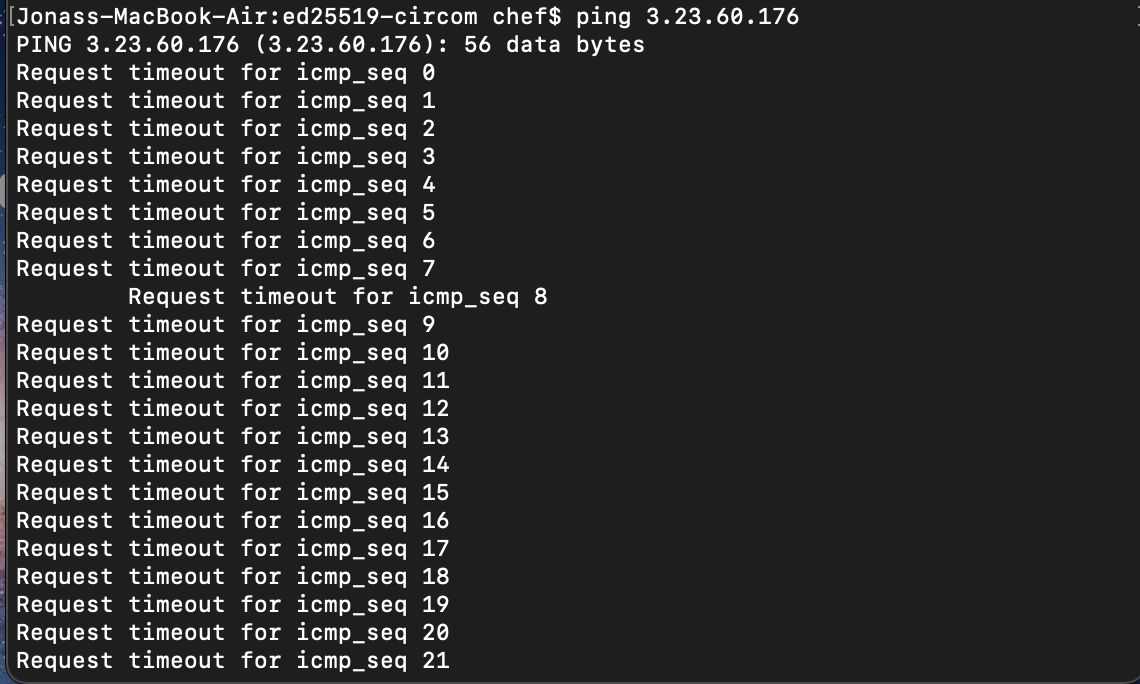 [Jonass-MacBook-Air:ed25519-circom chef$ ping 3.23.60.176
PING 3.23.60.176 (3.23.60.176): 56 data bytes
Request timeout for icmp_seq 0
Request timeout for icmp_seq 1
Request timeout for icmp_seq 2
Request timeout for icmp_seq 3
Request timeout for icmp_seq 4
Request timeout for icmp_seq 5
Request timeout for icmp_seq 6
Request timeout for icmp_seq 7
        Request timeout for icmp_seq 8
Request timeout for icmp_seq 9
Request timeout for icmp_seq 10
Request timeout for icmp_seq 11
Request timeout for icmp_seq 12
Request timeout for icmp_seq 13
Request timeout for icmp_seq 14
Request timeout for icmp_seq 15
Request timeout for icmp_seq 16
Request timeout for icmp_seq 17
Request timeout for icmp_seq 18
Request timeout for icmp_seq 19
Request timeout for icmp_seq 20
Request timeout for icmp_seq 21